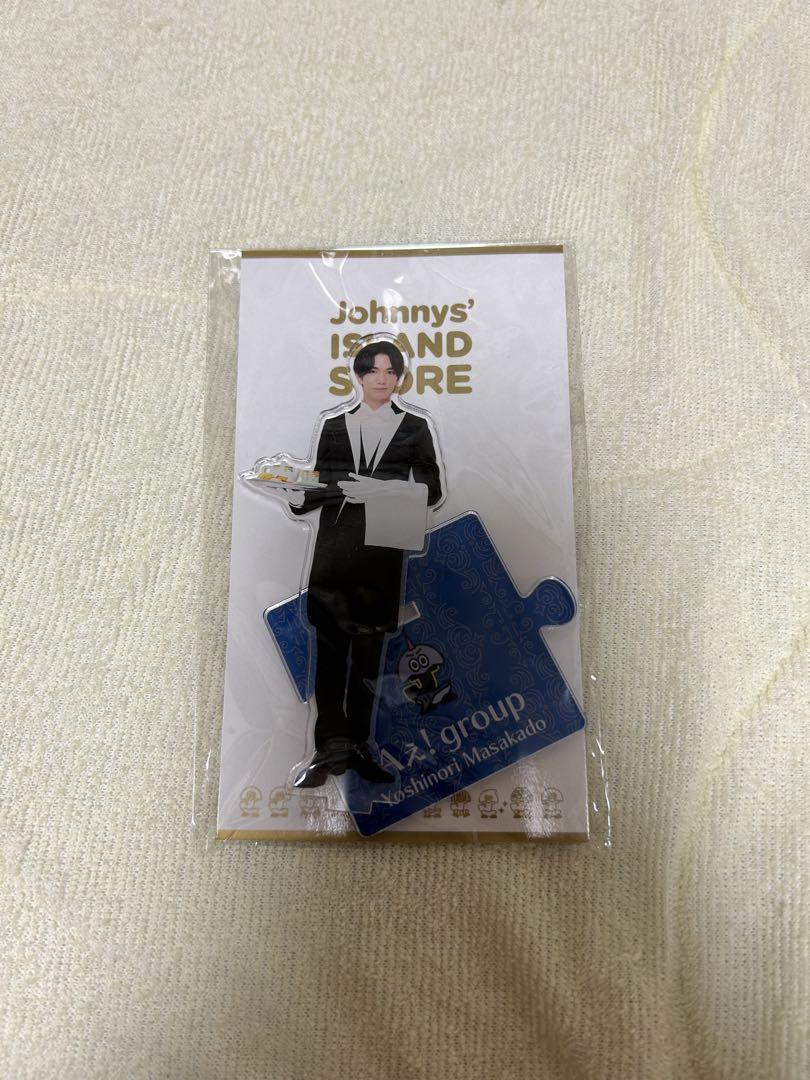 Johnnys'
ISLAND
STORE
Aぇ! group
Yoshinori Masakado